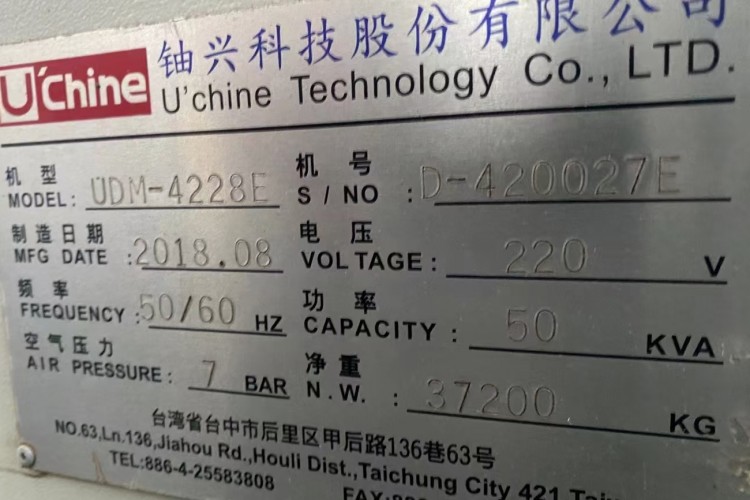 U'Chine 铀兴科技股份有限公司
U'chine Technology Co., LTD.
机 型 机 号
MODEL: UDM-4228E S / NO : D-420027E
制造日期 电 压
MFG DATE :2018.08 VOLTAGE: 220 V
频 率 功 率
FREQUENCY:50/60 HZ CAPACITY: 50 KVA
空气压力 净 重
AIR PRESSURE: 7 BAR N.W. : 37200 KG
台湾省台中市后里区甲后路136巷63号
NO.63,Ln.136,Jiahou Rd.,Houli Dist.,Taichung City 421
TEL:886-4-25583808